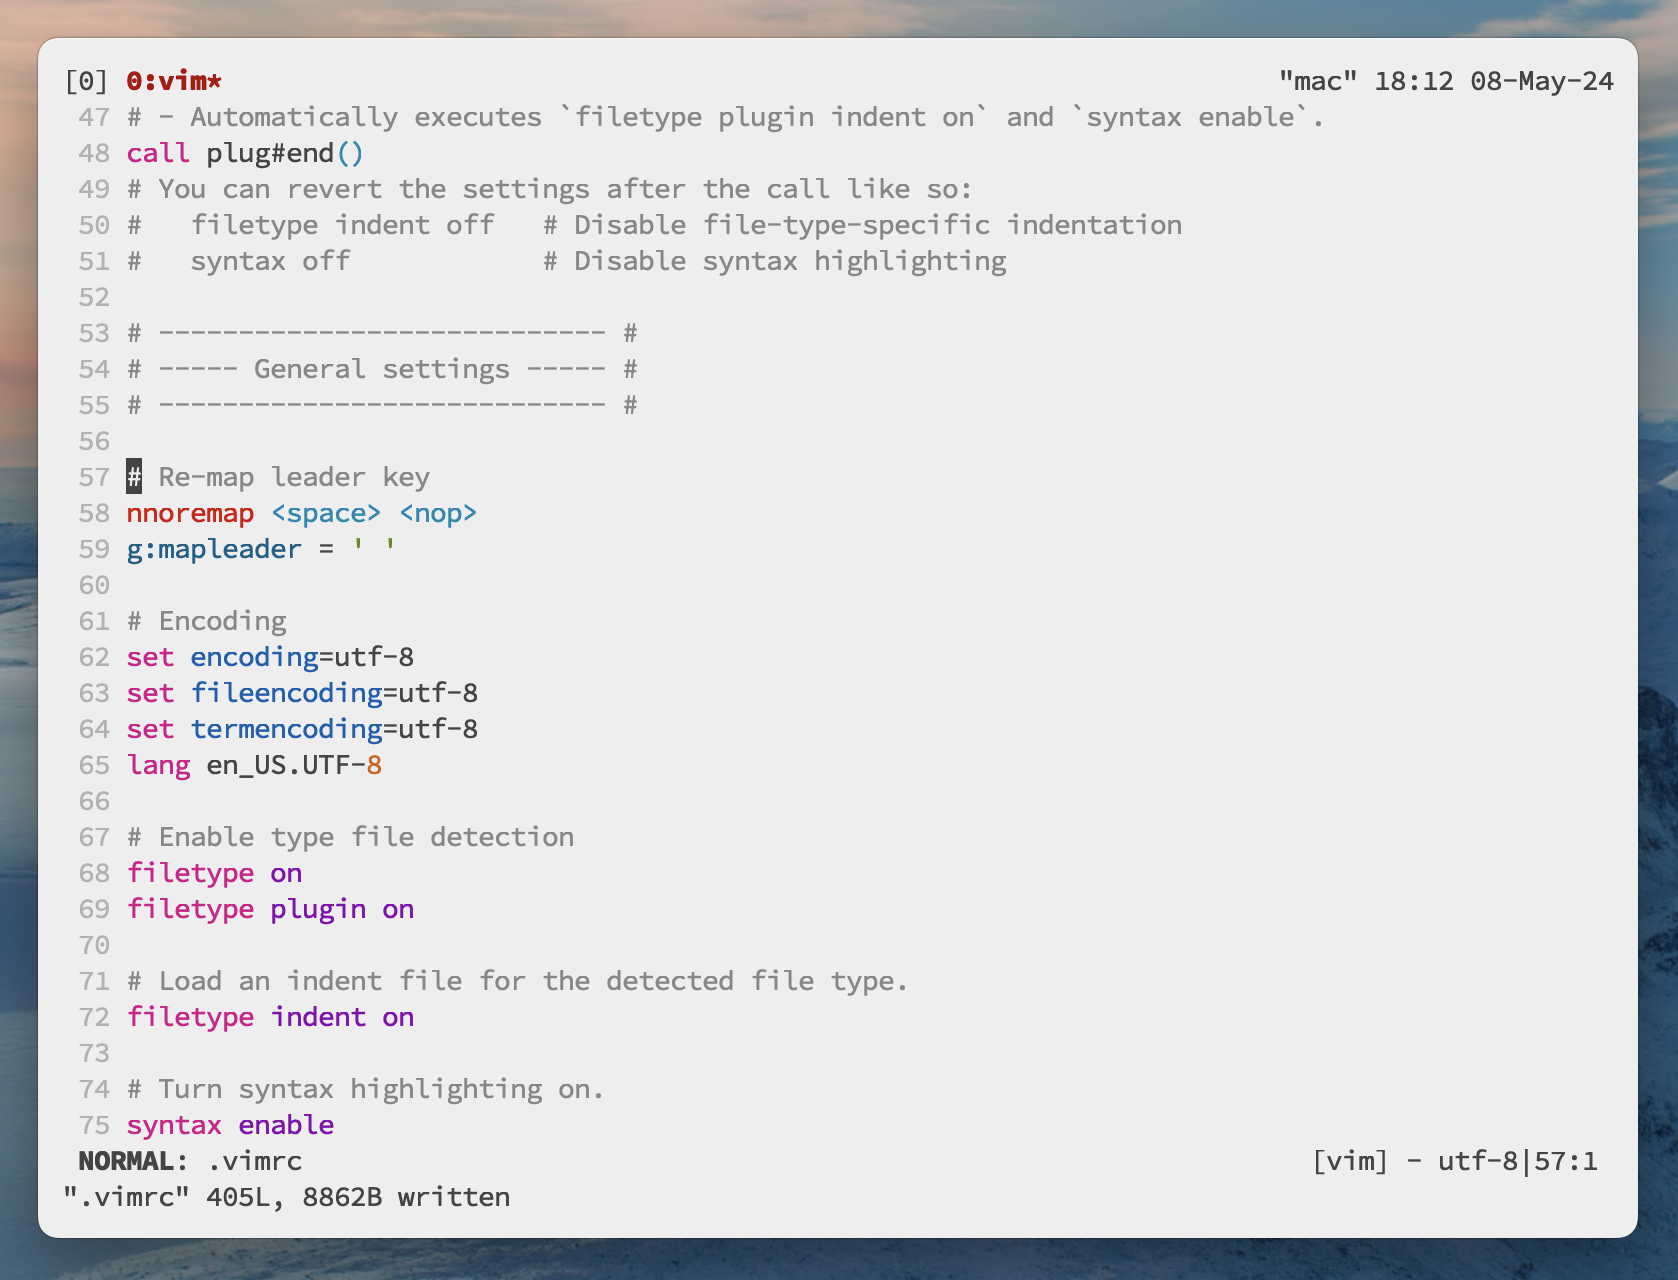 [0] 0:vim* "mac" 18:12 08-May-24
47 # - Automatically executes `filetype plugin indent on` and `syntax enable`.
48 call plug#end()
49 # You can revert the settings after the call like so:
50 #   filetype indent off   # Disable file-type-specific indentation
51 #   syntax off            # Disable syntax highlighting
52
53 # ---------------------------- #
54 # ----- General settings ----- #
55 # ---------------------------- #
56
57 # Re-map leader key
58 nnoremap <space> <nop>
59 g:mapleader = ' '
60
61 # Encoding
62 set encoding=utf-8
63 set fileencoding=utf-8
64 set termencoding=utf-8
65 lang en_US.UTF-8
66
67 # Enable type file detection
68 filetype on
69 filetype plugin on
70
71 # Load an indent file for the detected file type.
72 filetype indent on
73
74 # Turn syntax highlighting on.
75 syntax enable
NORMAL: .vimrc [vim] - utf-8|57:1
".vimrc" 405L, 8862B written